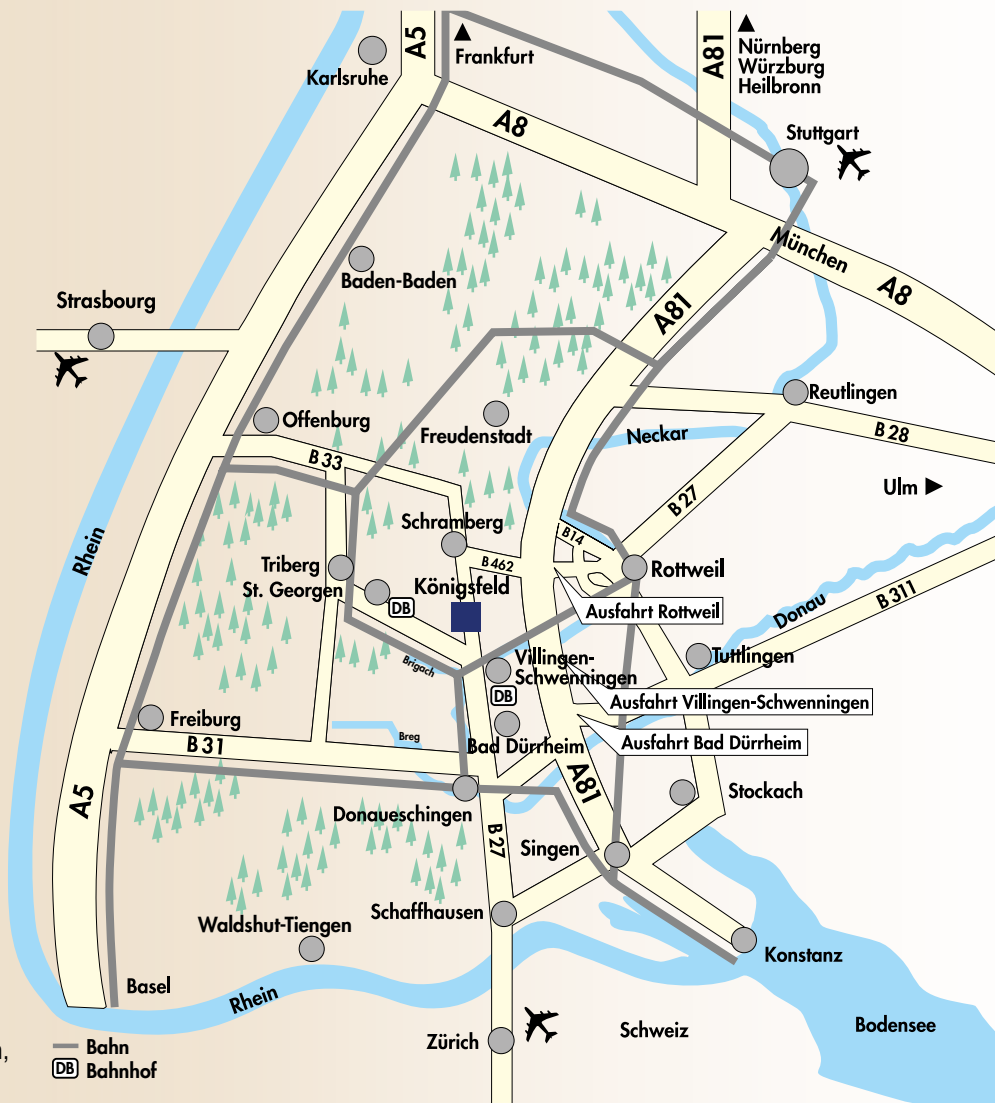 A5
Frankfurt
A81
Nürnberg
Würzburg
Heilbronn
Karlsruhe
A8
Stuttgart
München
A8
Baden-Baden
Strasbourg
A81
Reutlingen
Offenburg
Freudenstadt
Neckar
B 28
B 33
Ulm
B 27
Rhein
Schramberg
B14
B 462
Triberg
St. Georgen
DB
Königsfeld
Rottweil
Ausfahrt Rottweil
Donau
B 311
Brigach
Villingen-
Schwenningen
DB
Tuttlingen
Ausfahrt Villingen-Schwenningen
Freiburg
B 31
Breg
Bad Dürrheim
Ausfahrt Bad Dürrheim
A5
A81
Stockach
Donaueschingen
B 27
Singen
Schaffhausen
Waldshut-Tiengen
Konstanz
Basel
Rhein
Bodensee
Schweiz
Zürich
Bahn
DB Bahnhof